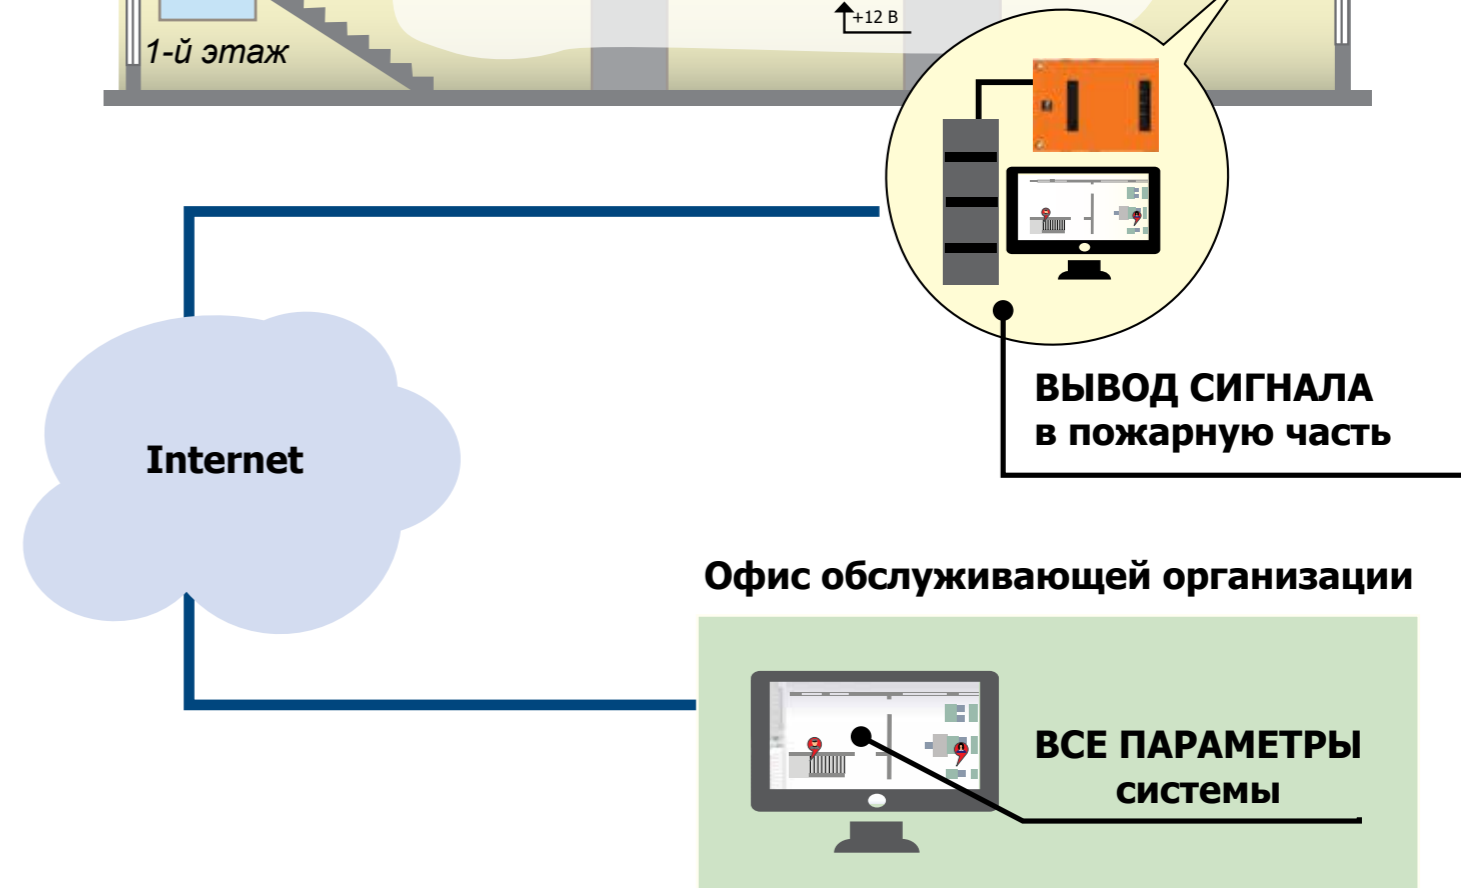 +12 В
1-й этаж
ВЫВОД СИГНАЛА
в пожарную часть
Internet
Офис обслуживающей организации
ВСЕ ПАРАМЕТРЫ
системы